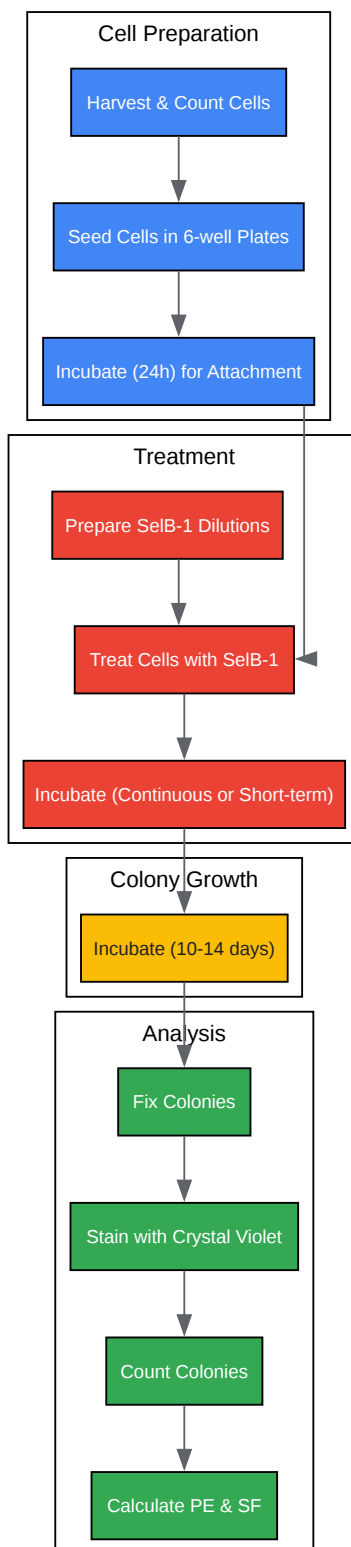 Cell Preparation
Harvest & Count Cells
Seed Cells in 6-well Plates
Incubate (24h) for Attachment
Treatment
Prepare SelB-1 Dilutions
Treat Cells with SelB-1
Incubate (Continuous or Short-term)
Colony Growth
Incubate (10-14 days)
Analysis
Fix Colonies
Stain with Crystal Violet
Count Colonies
Calculate PE & SF